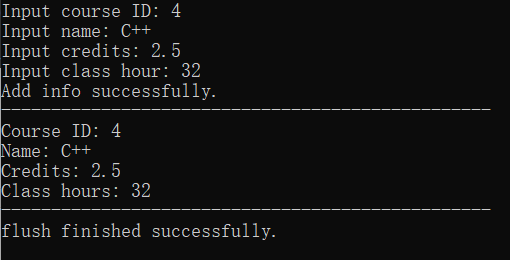 Input course ID: 4
Input name: C++
Input credits: 2.5
Input class hour: 32
Add info successfully.
-------------------------------------------------
Course ID: 4
Name: C++
Credits: 2.5
Class hours: 32
-------------------------------------------------
flush finished successfully.